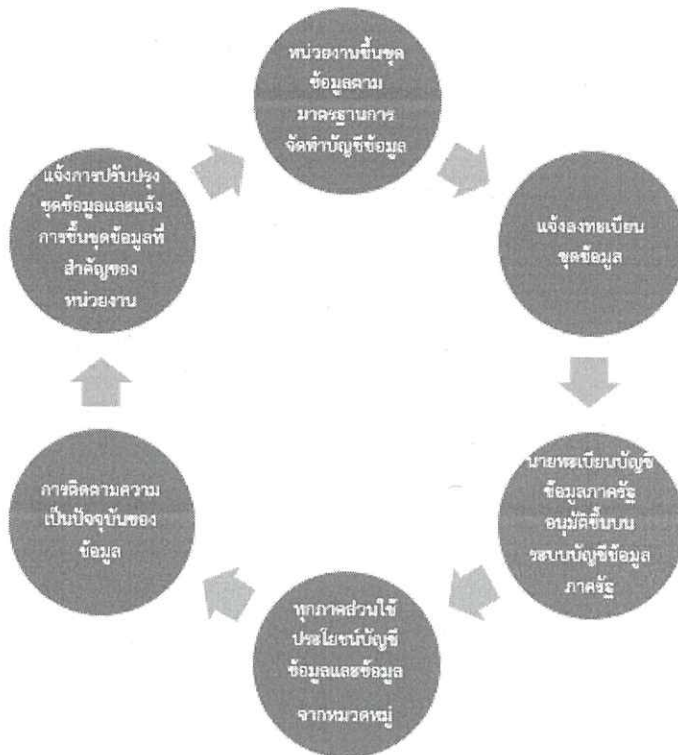 หน่วยงานขึ้นชุด
ข้อมูลตาม
มาตรฐานการ
จัดทำบัญชีข้อมูล
แจ้งลงทะเบียน
ชุดข้อมูล
นายทะเบียนบัญชี
ข้อมูลภาครัฐ
อนุมัติขึ้นบน
ระบบบัญชีข้อมูล
ภาครัฐ
ทุกภาคส่วนใช้
ประโยชน์บัญชี
ข้อมูลและข้อมูล
จากหมวดหมู่
การติดตามความ
เป็นปัจจุบันของ
ข้อมูล
แจ้งการปรับปรุง
ชุดข้อมูลและแจ้ง
การขึ้นชุดข้อมูลที่
สำคัญของ
หน่วยงาน